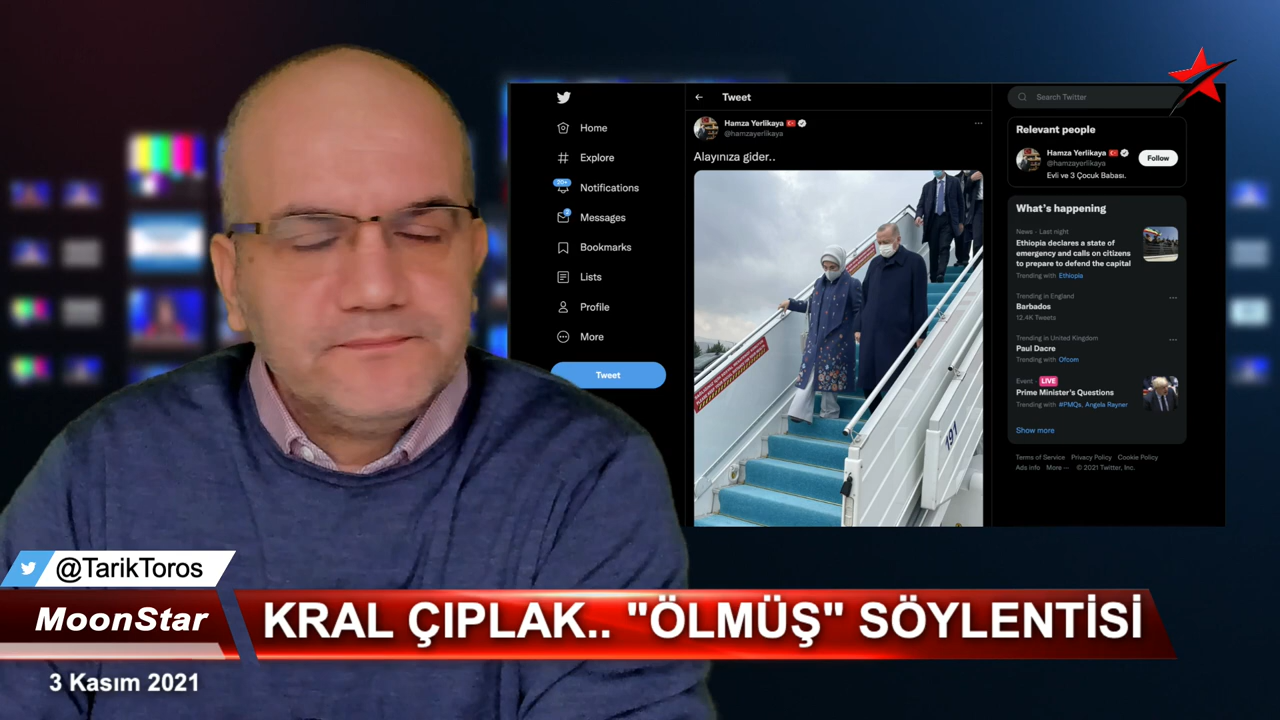 Tweet
Search Twitter
Home
Explore
20+
Notifications
2
Messages
Bookmarks
Lists
Profile
More
Tweet
Hamza Yerlikaya
@hamzayerlikaya
Alayınıza gider..
191
Relevant people
Hamza Yerlikaya
@hamzayerlikaya
Follow
Evli ve 3 Çocuk Babası.
What's happening
News · Last night
Ethiopia declares a state of
emergency and calls on citizens
to prepare to defend the capital
Trending with Ethiopia
Trending in England
Barbados
12.4K Tweets
Trending in United Kingdom
Paul Dacre
Trending with Ofcom
Event · LIVE
Prime Minister's Questions
Trending with #PMQs, Angela Rayner
Show more
Terms of Service Privacy Policy Cookie Policy
Ads info More ··· © 2021 Twitter, Inc.
@TarikToros
MoonStar
KRAL ÇIPLAK.. "ÖLMÜŞ" SÖYLENTİSİ
3 Kasım 2021